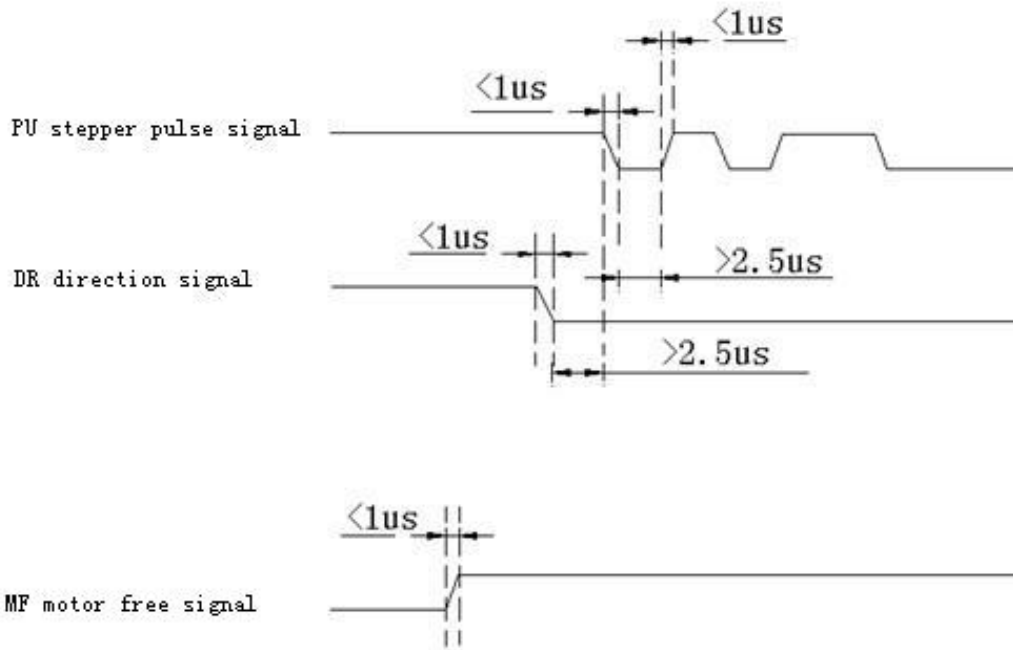 <1us
<1us
PU stepper pulse signal
<1us
>2.5us
DR direction signal
>2.5us
<1us
MF motor free signal